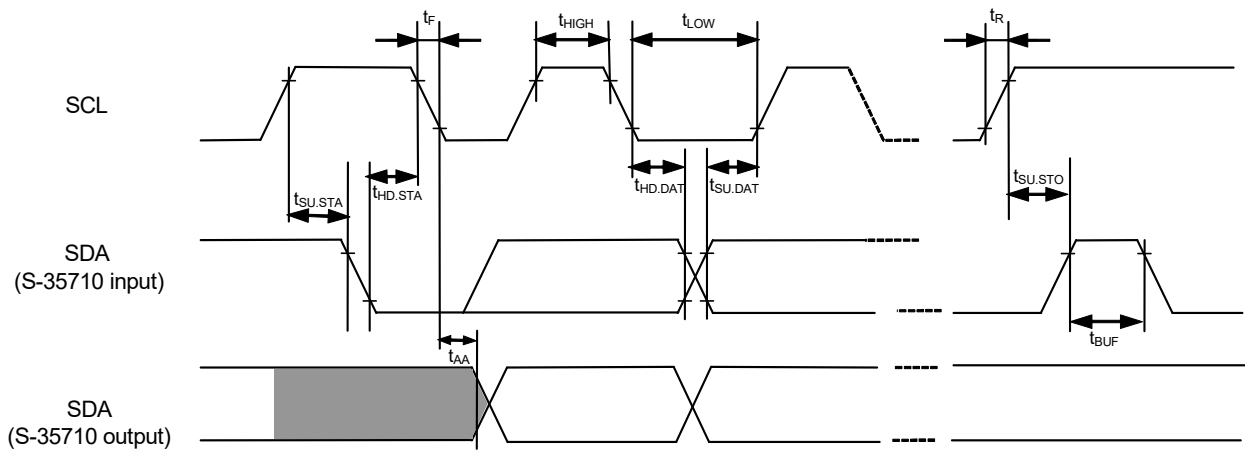 tF
tHIGH
tLOW
tR
SCL
tSU.STA
tHD.STA
tHD.DAT
tSU.DAT
tSU.STO
SDA
(S-35710 input)
tBUF
tAA
SDA
(S-35710 output)